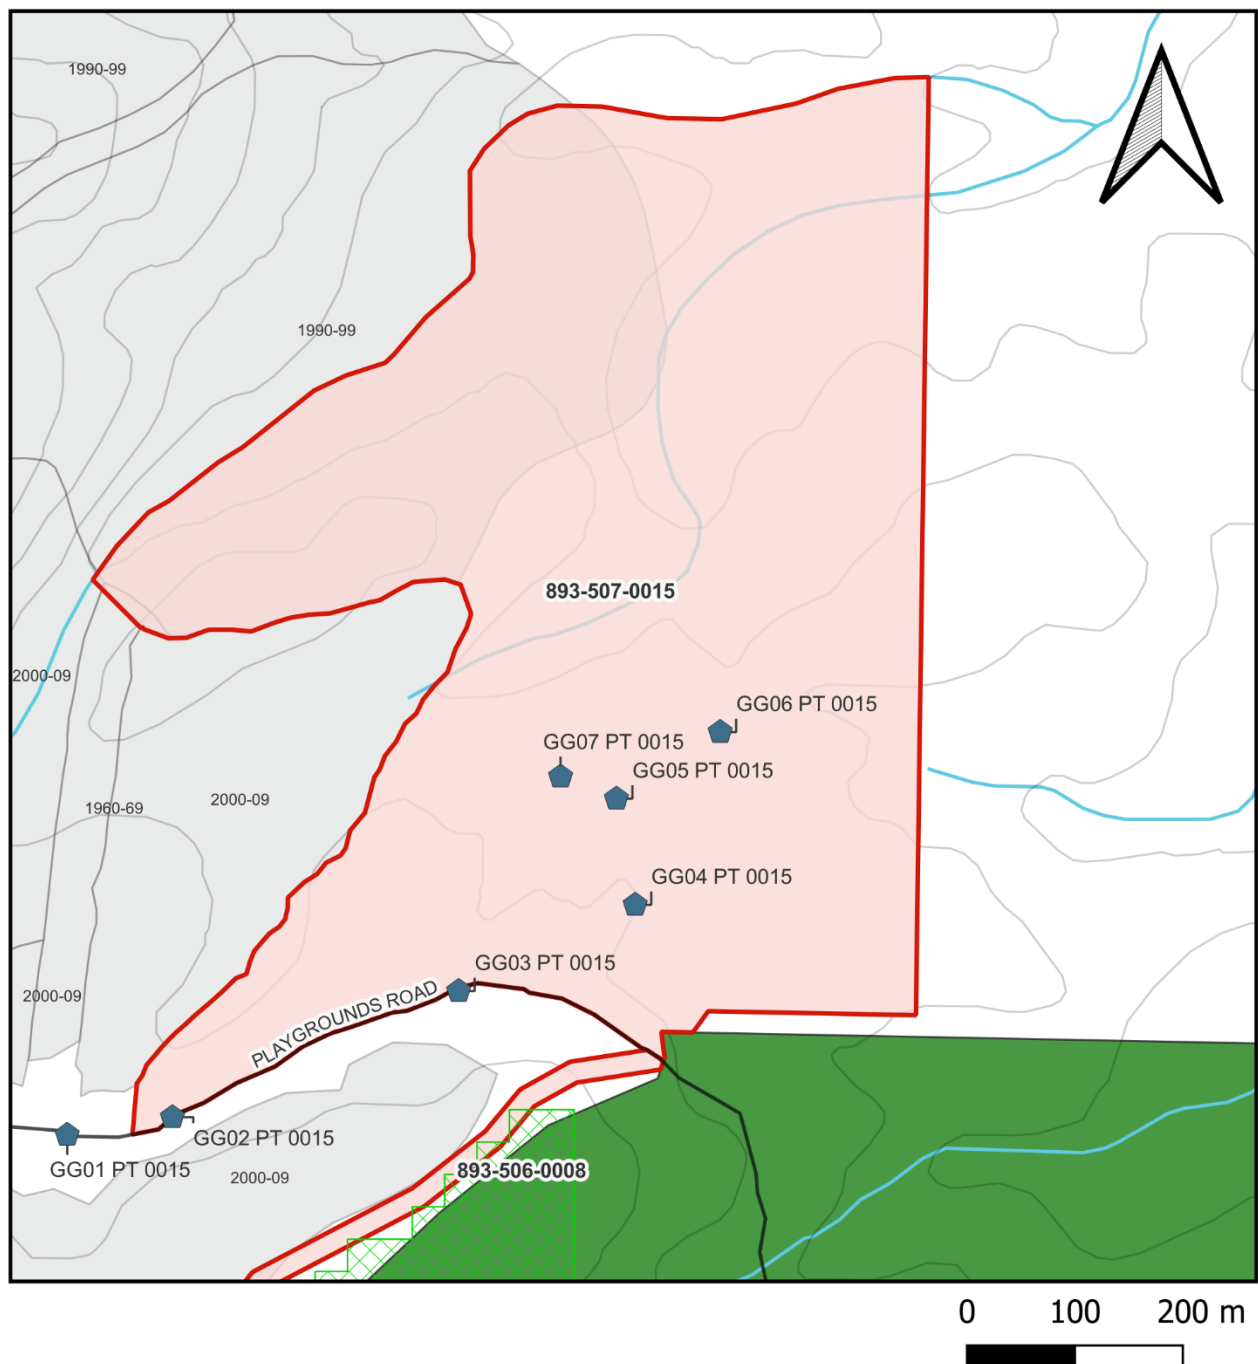 1990-99
1990-99
893-507-0015
2000-09
GG06 PT 0015
GG07 PT 0015
GG05 PT 0015
2000-09
1960-69
GG04 PT 0015
GG03 PT 0015
2000-09
PLAYGROUNDS ROAD
GG02 PT 0015
GG01 PT 0015
893-506-0008
2000-09
0 100 200 m